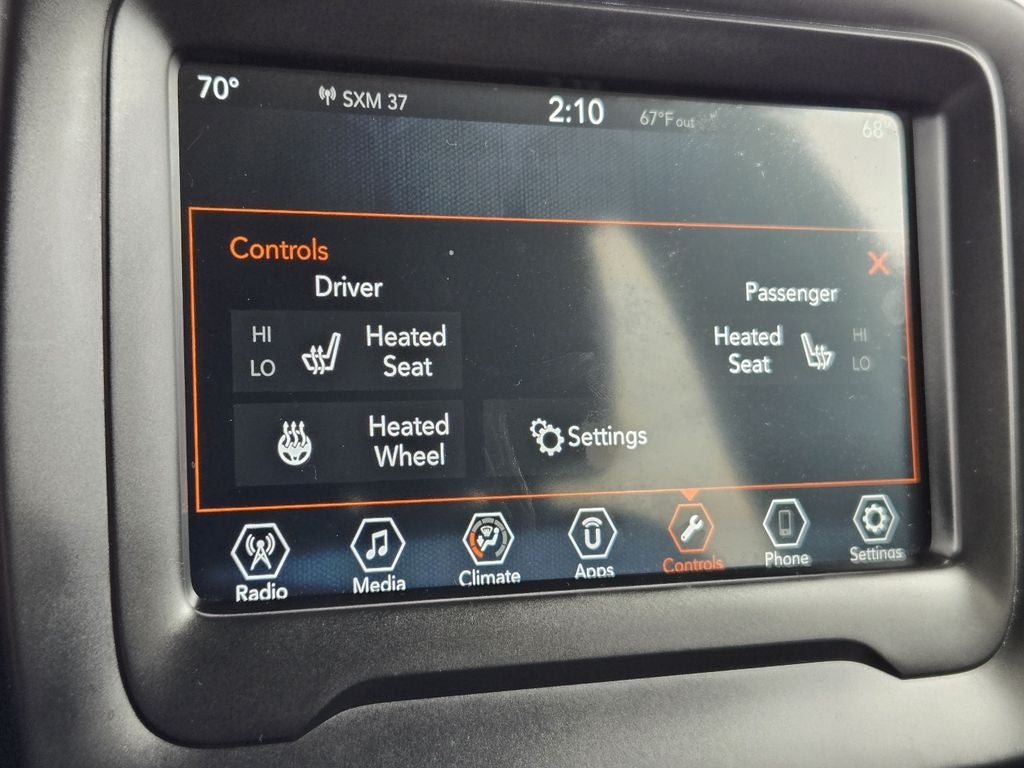 70° SXM 37 2:10 67°F out 68°
Controls
X
Driver
Passenger
HI
LO
Heated
Seat
Heated
Seat
HI
LO
Heated
Wheel
Settings
Radio
Media
Climate
Apps
Controls
Phone
Settings